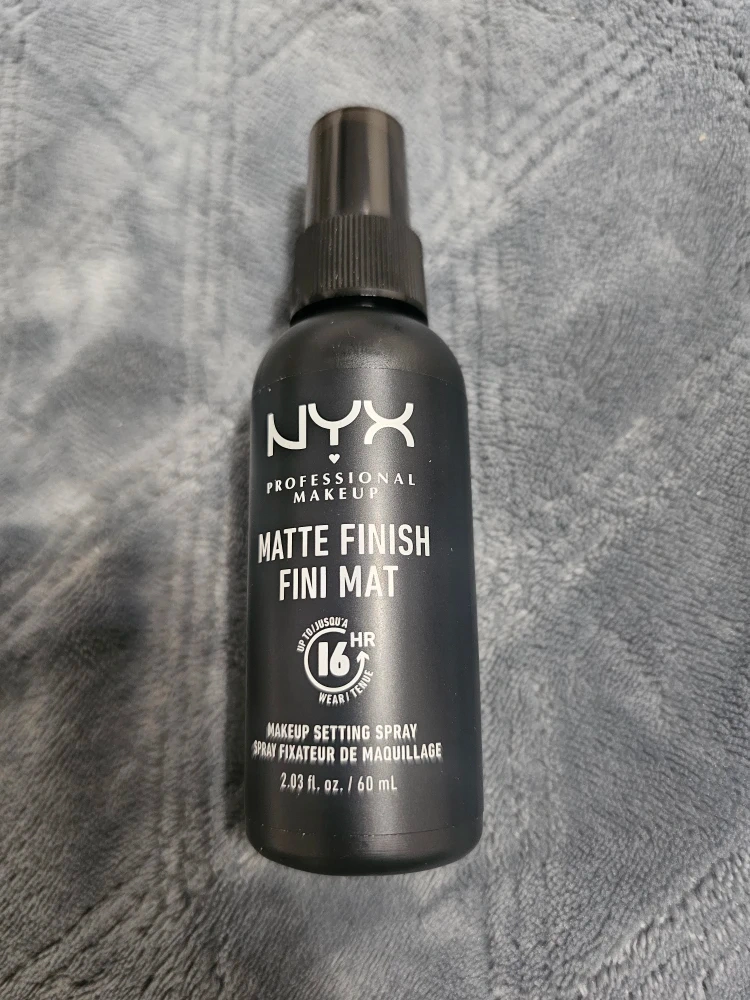 NYX
PROFESSIONAL
MAKEUP
MATTE FINISH
FINI MAT
UP TO/JUSQU'A
16 HR
WEAR/TENUE
MAKEUP SETTING SPRAY
SPRAY FIXATEUR DE MAQUILLAGE
2.03 fl. oz. / 60 mL